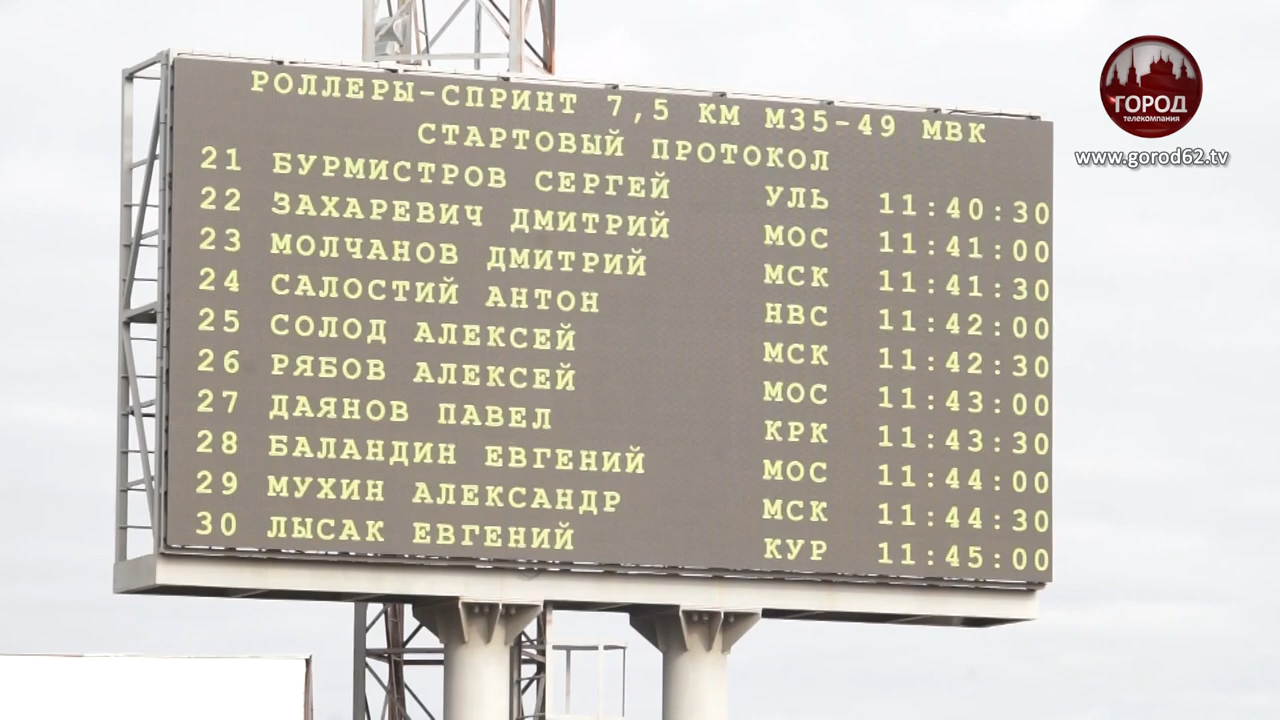 РОЛЛЕРЫ-СПРИНТ 7,5 КМ М35-49 МВК
СТАРТОВЫЙ ПРОТОКОЛ
21 БУРМИСТРОВ СЕРГЕЙ УЛЬ 11:40:30
22 ЗАХАРЕВИЧ ДМИТРИЙ МОС 11:41:00
23 МОЛЧАНОВ ДМИТРИЙ МСК 11:41:30
24 САЛОСТИЙ АНТОН НВС 11:42:00
25 СОЛОД АЛЕКСЕЙ МСК 11:42:30
26 РЯБОВ АЛЕКСЕЙ МОС 11:43:00
27 ДАЯНОВ ПАВЕЛ КРК 11:43:30
28 БАЛАНДИН ЕВГЕНИЙ МОС 11:44:00
29 МУХИН АЛЕКСАНДР МСК 11:44:30
30 ЛЫСАК ЕВГЕНИЙ КУР 11:45:00
ГОРОД
телекомпания
www.gorod62.tv